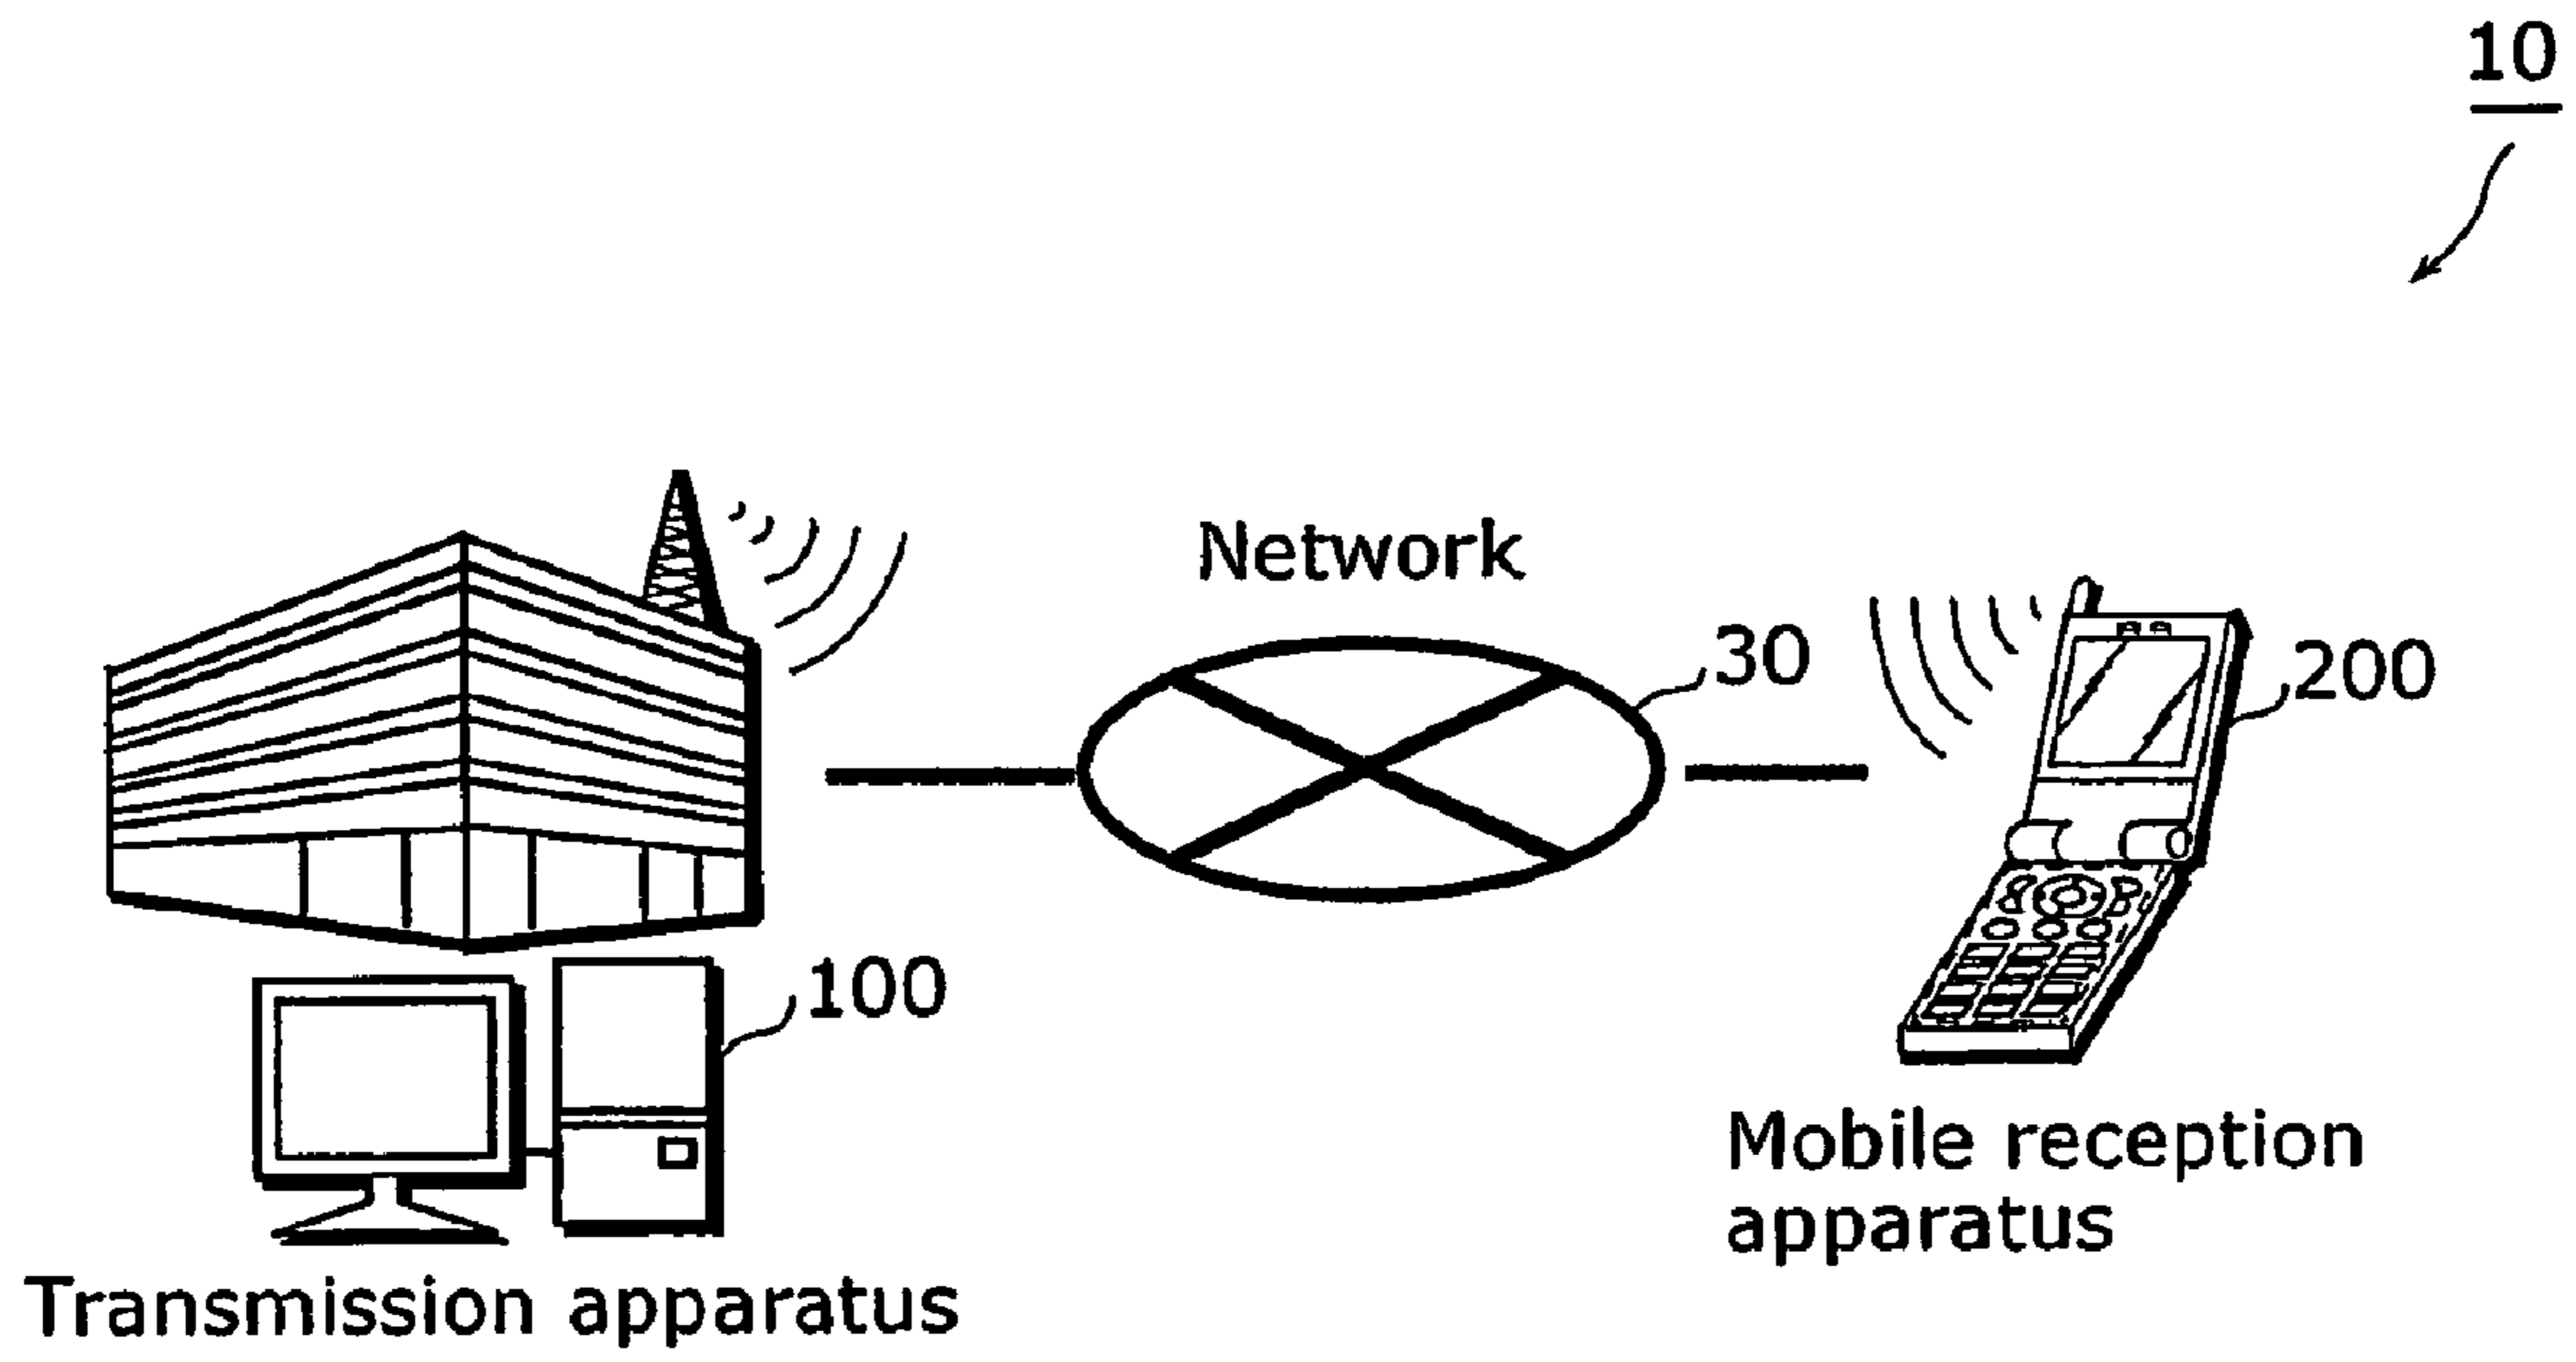 10
Network
30
200
100
Mobile reception
apparatus
Transmission apparatus